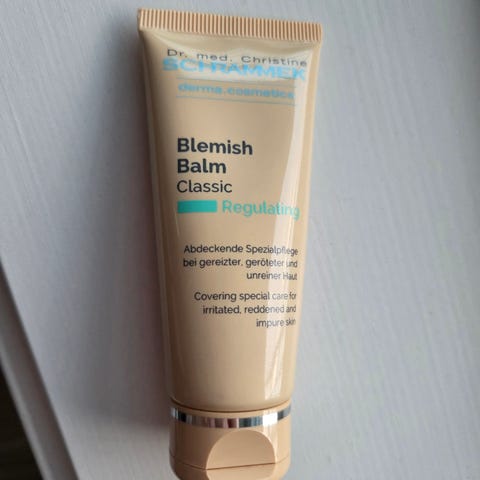 Dr. med. Christine
SCHRAMMEK
derma.cosmetics
Blemish
Balm
Classic
Regulating
Abdeckende Spezialpflege
bei gereizter, geröteter und
unreiner Haut
Covering special care for
irritated, reddened and
impure skin